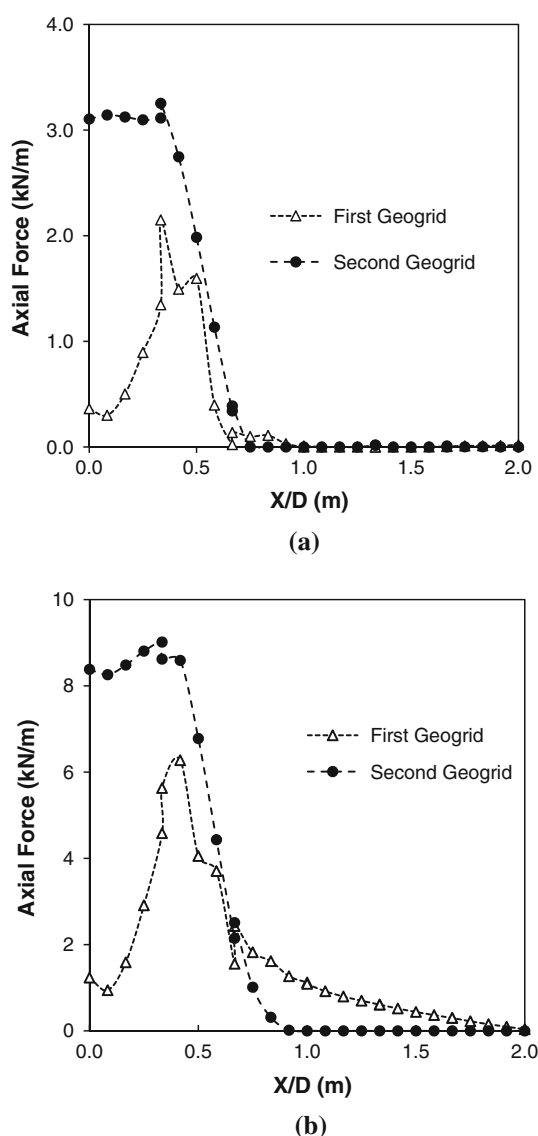 4.0
3.0
2.0
1.0
0.0
Axial Force (kN/m)
First Geogrid
Second Geogrid
0.0 0.5 1.0 1.5 2.0
X/D (m)
(a)
10
8
6
4
2
0
Axial Force (kN/m)
First Geogrid
Second Geogrid
0.0 0.5 1.0 1.5 2.0
X/D (m)
(b)